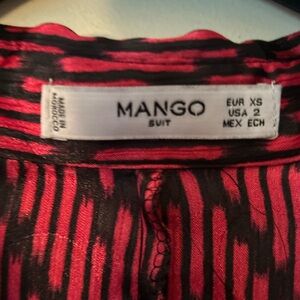 MADE IN
MOROCCO
MANGO
SUIT
EUR XS
USA 2
MEX ECH